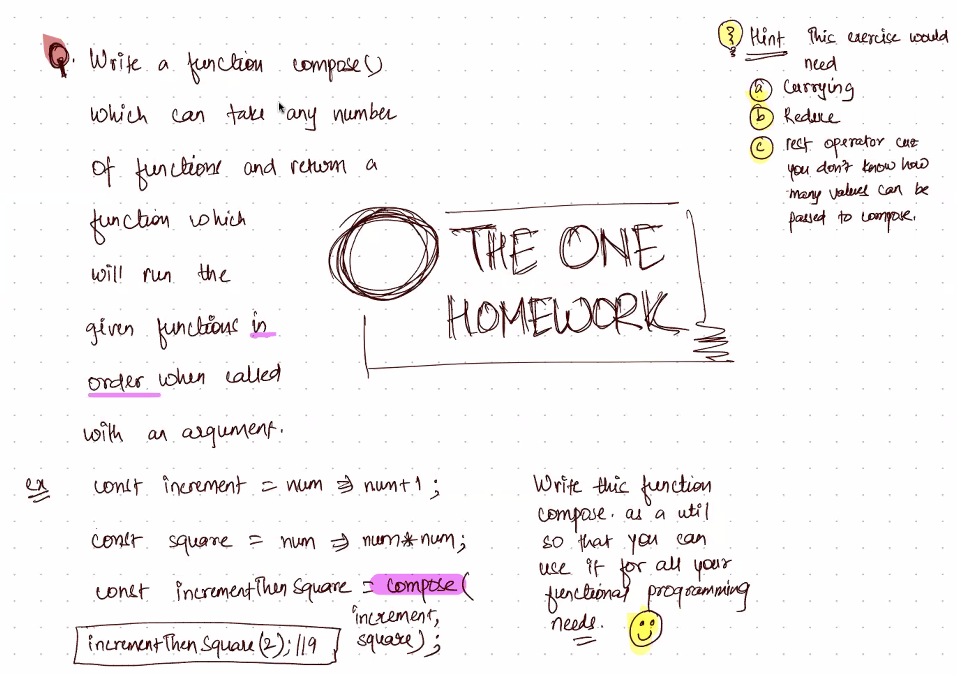 Q. Write a function compose()
which can take any number
of functions and return a
function which
will run the
given functions in
order when called
with an argument.
Hint This exercise would
need
a Currying
b Reduce
c rest operator cuz
you don't know how
many values can be
passed to compose.
THE ONE
HOMEWORK
ex const increment = num => num+1;
const square = num => num*num;
const incrementThenSquare = compose(
increment,
square);
incrementThenSquare(2); //9
Write this function
compose. as a util
so that you can
use it for all your
functional programming
needs.